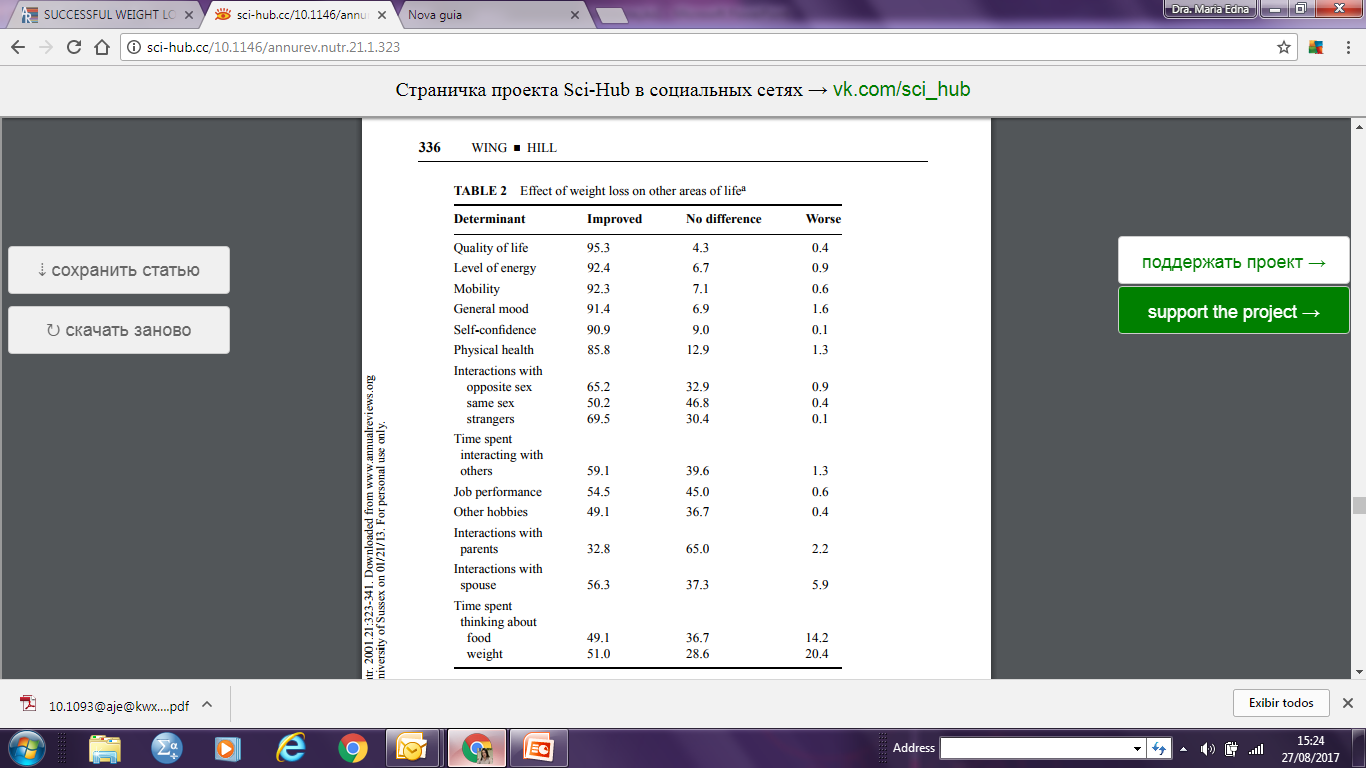 SUCCESSFUL WEIGHT LO
sci-hub.cc/10.1146/annu
Nova guia
Dra. Maria Edna
sci-hub.cc/10.1146/annurev.nutr.21.1.323
Страничка проекта Sci-Hub в социальных сетях → vk.com/sci_hub
↓ сохранить статью
↻ скачать заново
поддержать проект →
support the project →
336 WING ■ HILL
TABLE 2 Effect of weight loss on other areas of lifeᵃ
Determinant Improved No difference Worse
Quality of life 95.3 4.3 0.4
Level of energy 92.4 6.7 0.9
Mobility 92.3 7.1 0.6
General mood 91.4 6.9 1.6
Self-confidence 90.9 9.0 0.1
Physical health 85.8 12.9 1.3
Interactions with
opposite sex 65.2 32.9 0.9
same sex 50.2 46.8 0.4
strangers 69.5 30.4 0.1
Time spent
interacting with
others 59.1 39.6 1.3
Job performance 54.5 45.0 0.6
Other hobbies 49.1 36.7 0.4
Interactions with
parents 32.8 65.0 2.2
Interactions with
spouse 56.3 37.3 5.9
Time spent
thinking about
food 49.1 36.7 14.2
weight 51.0 28.6 20.4
utr. 2001.21:323-341. Downloaded from www.annualreviews.org
niversity of Sussex on 01/21/13. For personal use only.
10.1093@aje@kwx....pdf
Exibir todos
Address
15:24
27/08/2017